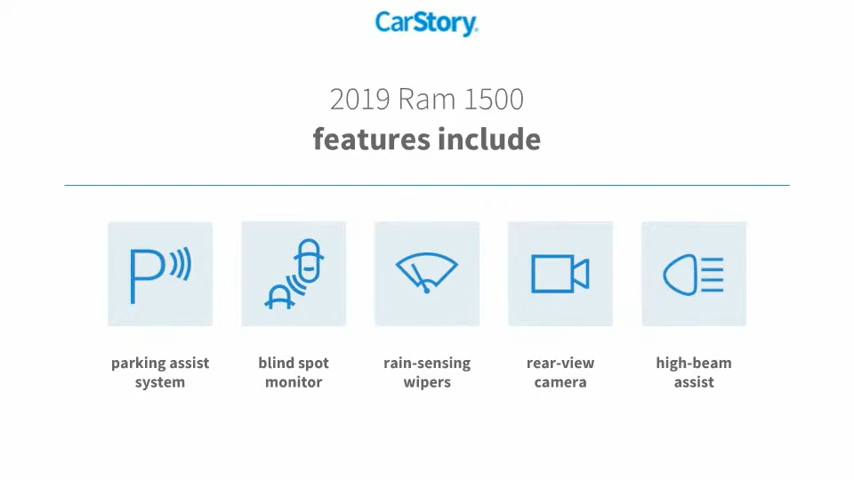 CarStory
2019 Ram 1500
features include
parking assist
system
blind spot
monitor
rain-sensing
wipers
rear-view
camera
high-beam
assist